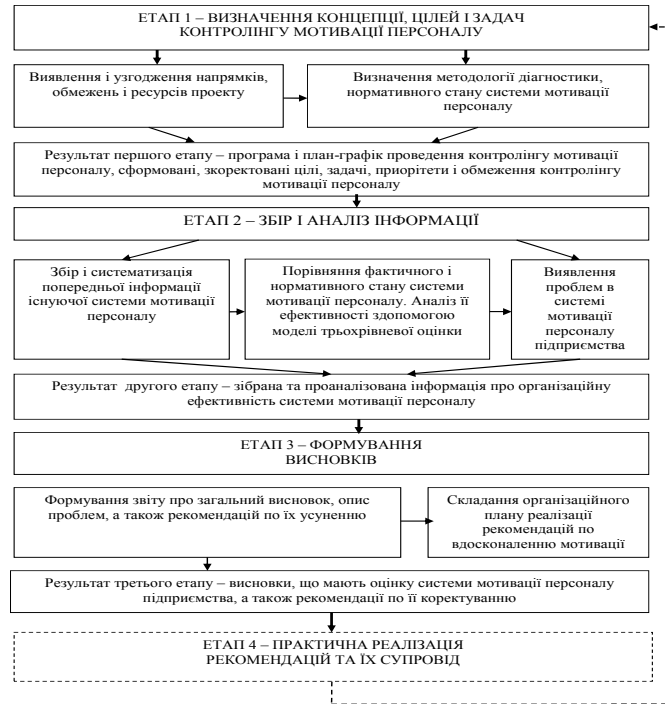 ЕТАП 1 – ВИЗНАЧЕННЯ КОНЦЕПЦІЇ, ЦІЛЕЙ І ЗАДАЧ
КОНТРОЛІНГУ МОТИВАЦІЇ ПЕРСОНАЛУ
Виявлення і узгодження напрямків,
обмежень і ресурсів проекту
Визначення методології діагностики,
нормативного стану системи мотивації
персоналу
Результат першого етапу – програма і план-графік проведення контролінгу мотивації
персоналу, сформовані, зкоректовані цілі, задачі, приоритети і обмеження контролінгу
мотивації персоналу
ЕТАП 2 – ЗБІР І АНАЛІЗ ІНФОРМАЦІЇ
Збір і систематизація
попередньої інформації
існуючої системи мотивації
персоналу
Порівняння фактичного і
нормативного стану системи
мотивації персоналу. Аналіз її
ефективності здопомогою
моделі трьохрівневої оцінки
Виявлення
проблем в
системі
мотивації
персоналу
підприємства
Результат другого етапу – зібрана та проаналізована інформація про організаційну
ефективність системи мотивації персоналу
ЕТАП 3 – ФОРМУВАННЯ
ВИСНОВКІВ
Формування звіту про загальний висновок, опис
проблем, а також рекомендацій по їх усуненню
Складання організаційного
плану реалізації
рекомендацій по
вдосконаленню мотивації
Результат третього етапу – висновки, що мають оцінку системи мотивації персоналу
підприємства, а також рекомендації по її коректуванню
ЕТАП 4 – ПРАКТИЧНА РЕАЛІЗАЦІЯ
РЕКОМЕНДАЦІЙ ТА ЇХ СУПРОВІД